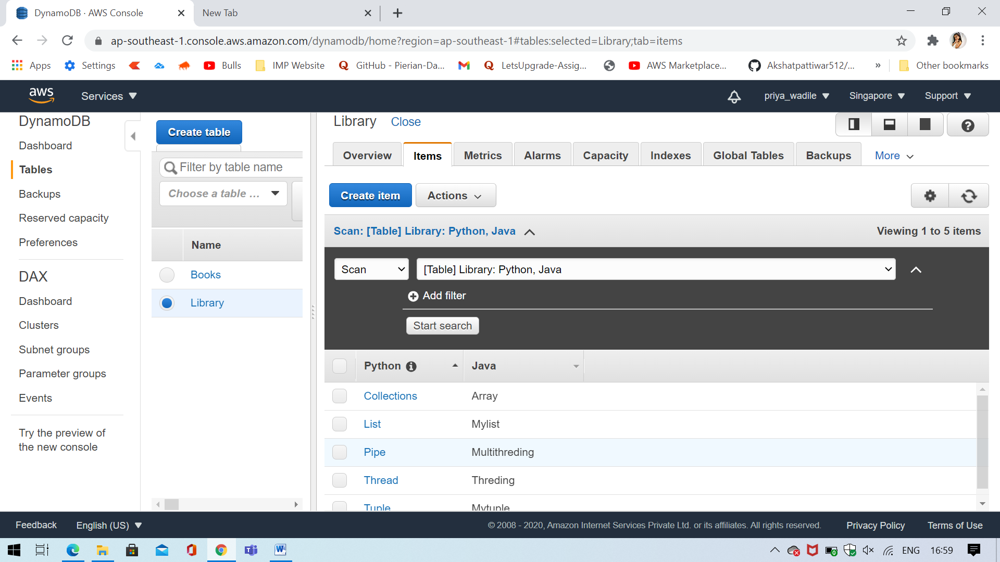 DynamoDB · AWS Console
New Tab
ap-southeast-1.console.aws.amazon.com/dynamodb/home?region=ap-southeast-1#tables:selected=Library;tab=items
Apps Settings Bulls IMP Website GitHub - Pierian-Da... LetsUpgrade-Assig... AWS Marketplace... Akshatpattiwar512/... » Other bookmarks
aws Services priya_wadile Singapore Support
DynamoDB
Dashboard
Tables
Backups
Reserved capacity
Preferences
DAX
Dashboard
Clusters
Subnet groups
Parameter groups
Events
Try the preview of
the new console
Create table
Filter by table name
Choose a table ...
Name
Books
Library
Library Close
Overview Items Metrics Alarms Capacity Indexes Global Tables Backups More
Create item Actions
Scan: [Table] Library: Python, Java Viewing 1 to 5 items
Scan [Table] Library: Python, Java
Add filter
Start search
Python Java
Collections Array
List Mylist
Pipe Multithreding
Thread Threding
Tuple Mytuple
Feedback English (US) © 2008 - 2020, Amazon Internet Services Private Ltd. or its affiliates. All rights reserved. Privacy Policy Terms of Use
ENG 16:59